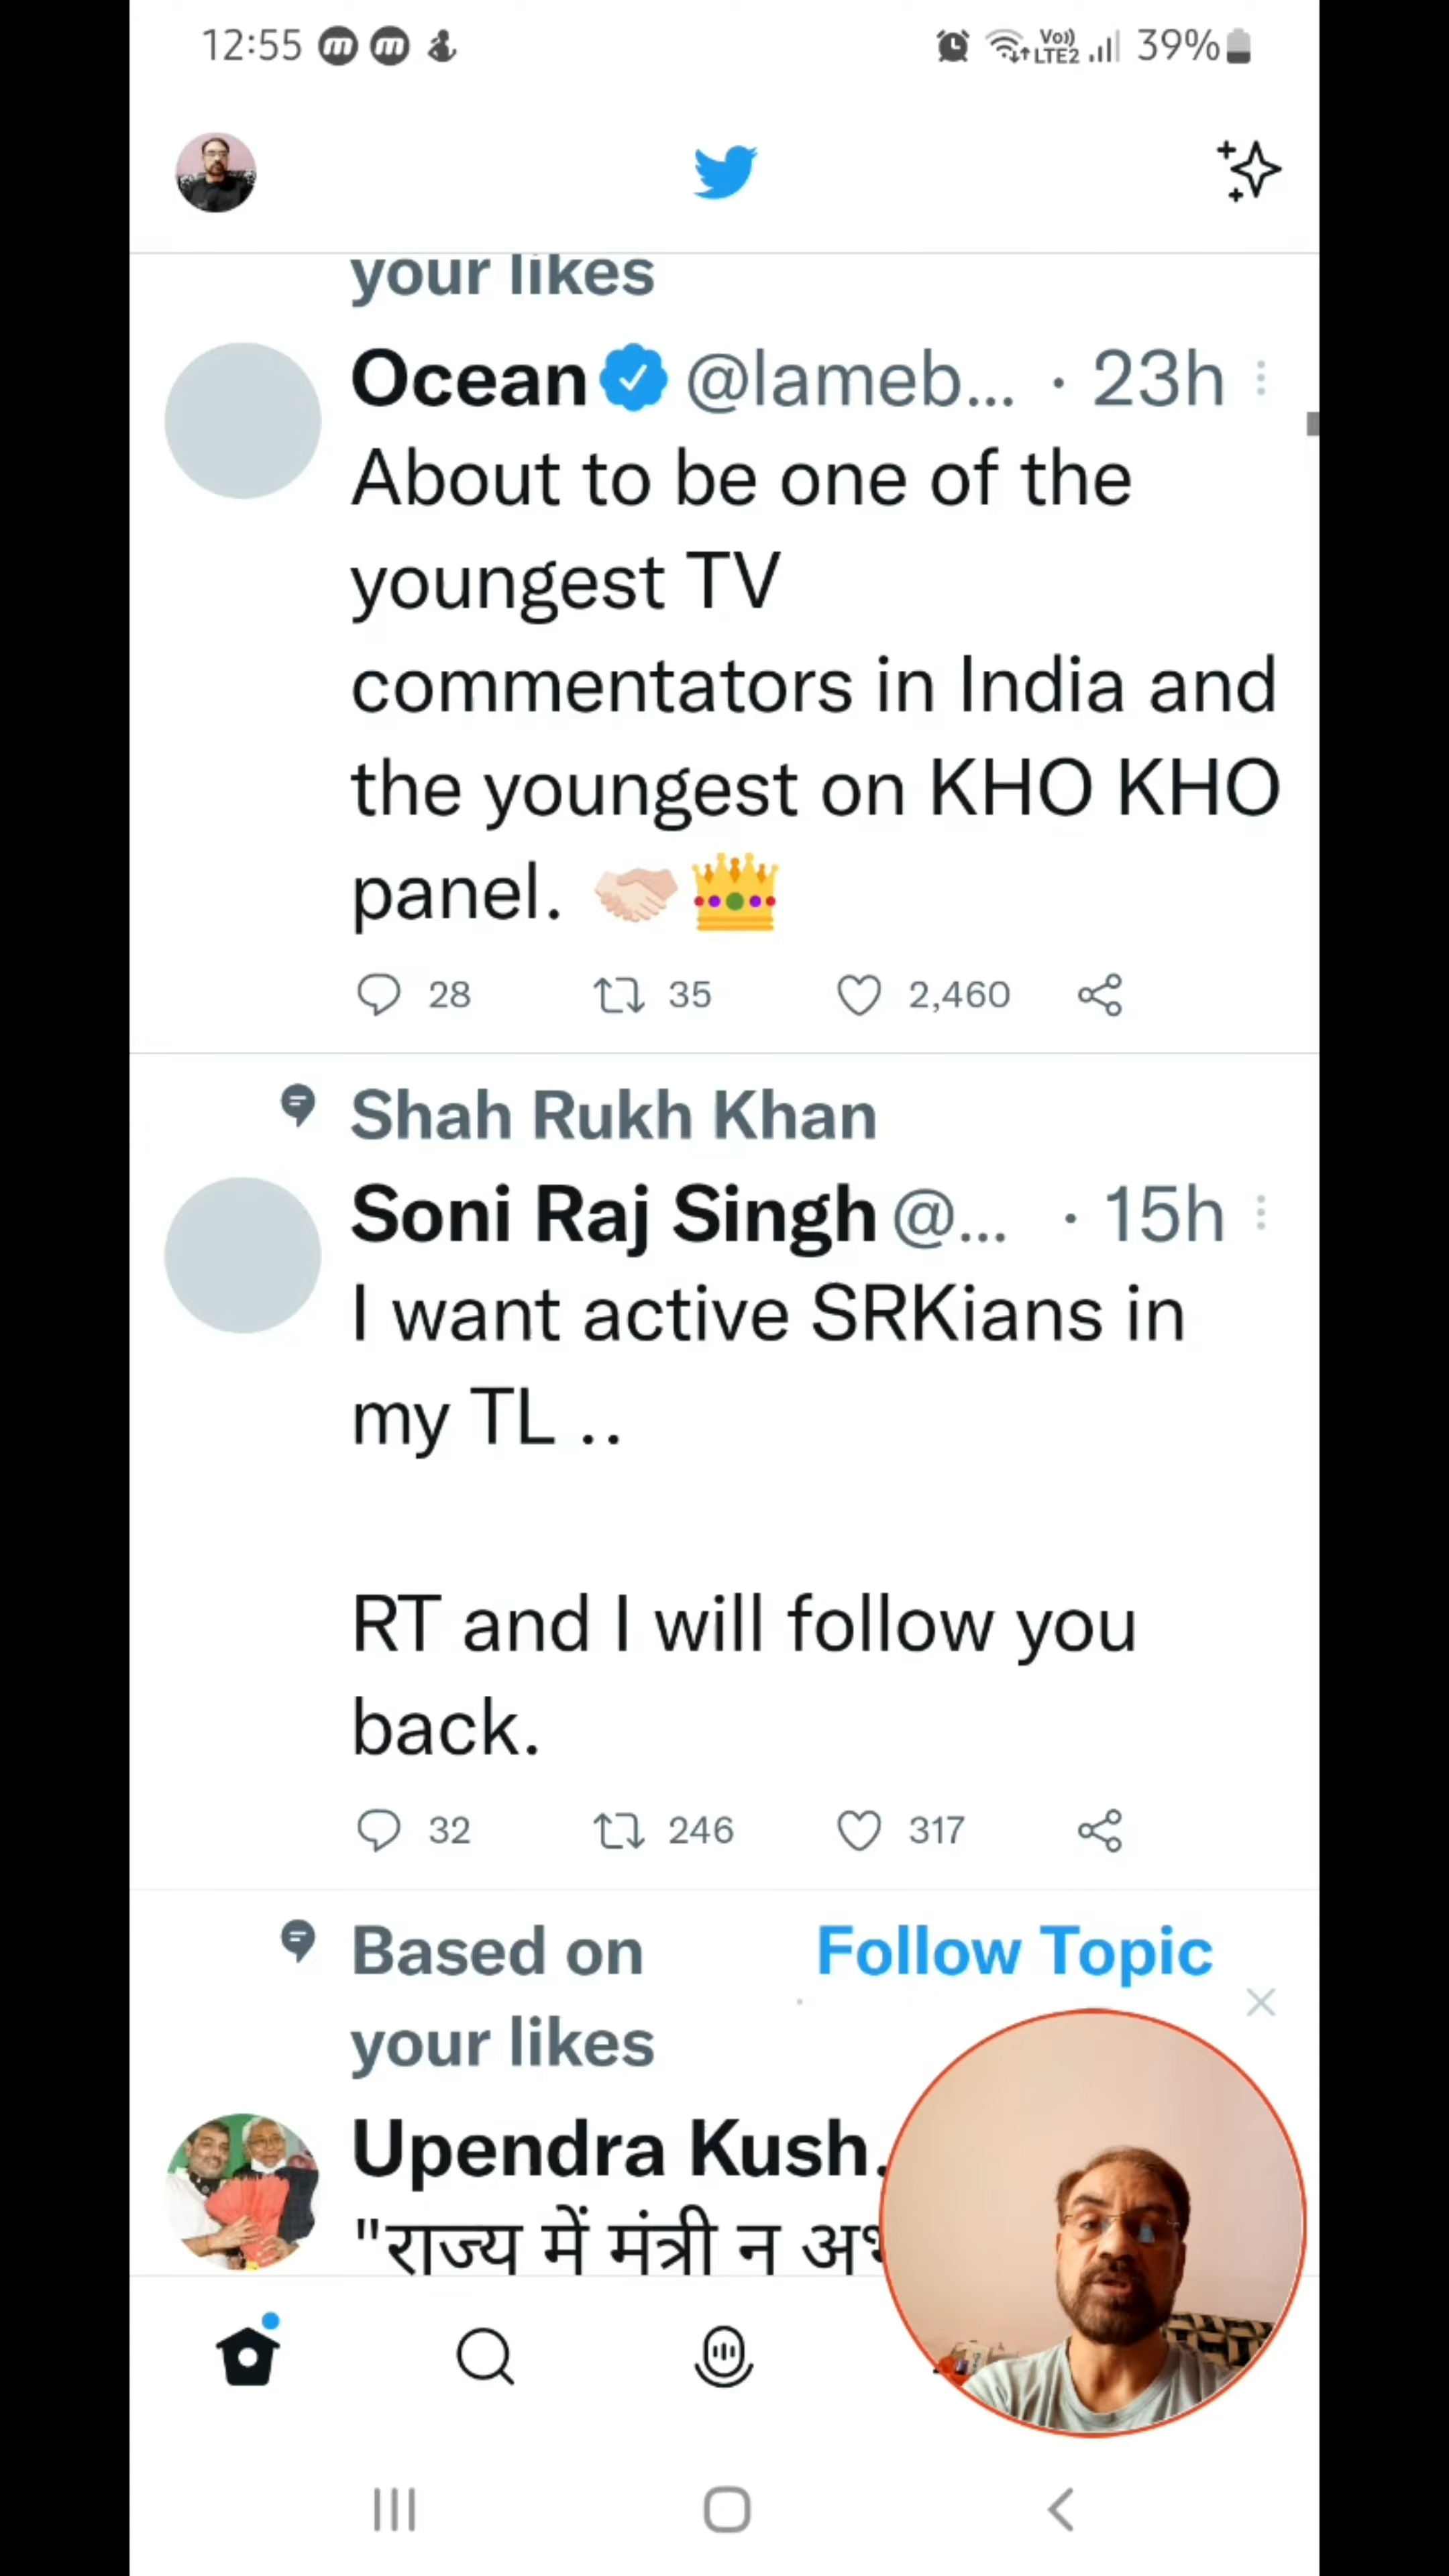 12:55
Vo))
LTE2
39%
your likes
Ocean @lameb... · 23h
About to be one of the
youngest TV
commentators in India and
the youngest on KHO KHO
panel. 🤝🏻👑
28 35 2,460
Shah Rukh Khan
Soni Raj Singh @... · 15h
I want active SRKians in
my TL ..
RT and I will follow you
back.
32 246 317
Based on Follow Topic
your likes
Upendra Kush.
"राज्य में मंत्री न